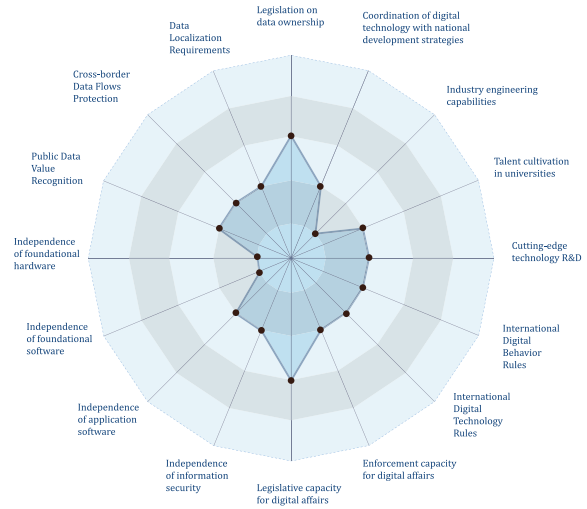 Legislation on
data ownership
Coordination of digital
technology with national
development strategies
Industry engineering
capabilities
Talent cultivation
in universities
Cutting-edge
technology R&D
International
Digital
Behavior
Rules
International
Digital
Technology
Rules
Enforcement capacity
for digital affairs
Legislative capacity
for digital affairs
Independence
of information
security
Independence
of application
software
Independence
of foundational
software
Independence
of foundational
hardware
Public Data
Value
Recognition
Cross-border
Data Flows
Protection
Data
Localization
Requirements